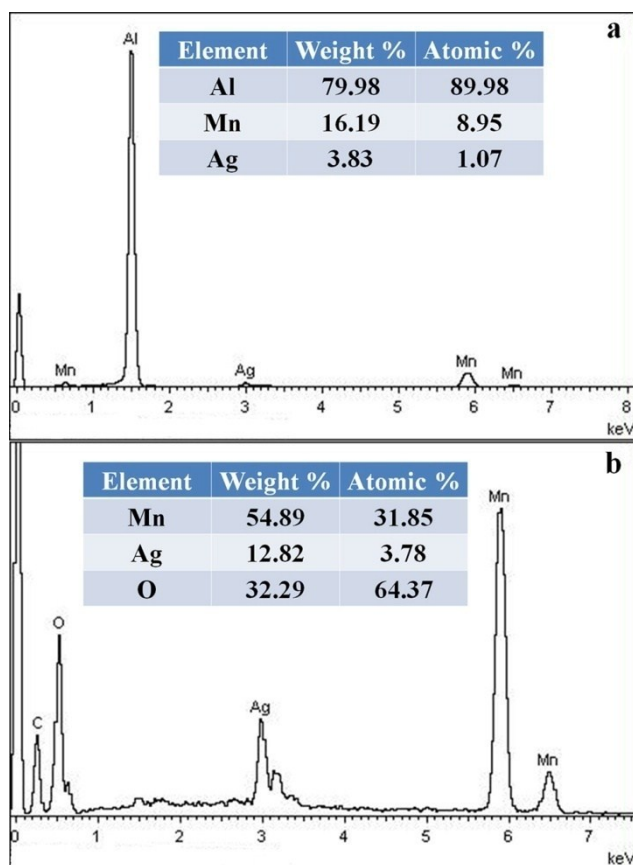 a
Al
Element Weight % Atomic %
Al 79.98 89.98
Mn 16.19 8.95
Ag 3.83 1.07
Mn Ag Mn Mn
0 1 2 3 4 5 6 7 8
keV
b
Element Weight % Atomic %
Mn 54.89 31.85
Ag 12.82 3.78
O 32.29 64.37
Mn
O
C
Ag
Mn
0 1 2 3 4 5 6 7
keV